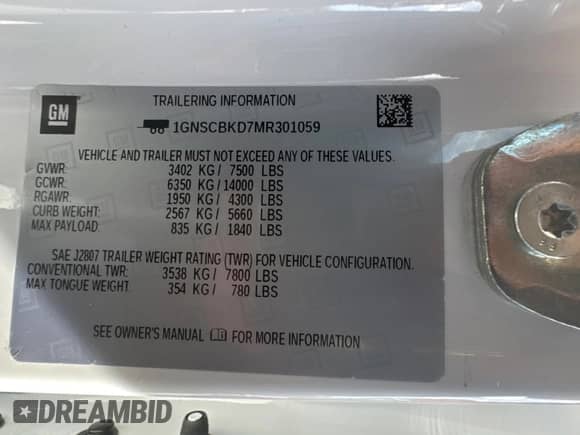 GM
TRAILERING INFORMATION
1GNSCBKD7MR301059
VEHICLE AND TRAILER MUST NOT EXCEED ANY OF THESE VALUES.
GVWR: 3402 KG/ 7500 LBS
GCWR: 6350 KG/14000 LBS
RGAWR: 1950 KG/ 4300 LBS
CURB WEIGHT: 2567 KG/ 5660 LBS
MAX PAYLOAD: 835 KG/ 1840 LBS
SAE J2807 TRAILER WEIGHT RATING (TWR) FOR VEHICLE CONFIGURATION.
CONVENTIONAL TWR: 3538 KG/ 7800 LBS
MAX TONGUE WEIGHT: 354 KG/ 780 LBS
SEE OWNER'S MANUAL FOR MORE INFORMATION
DREAMBID